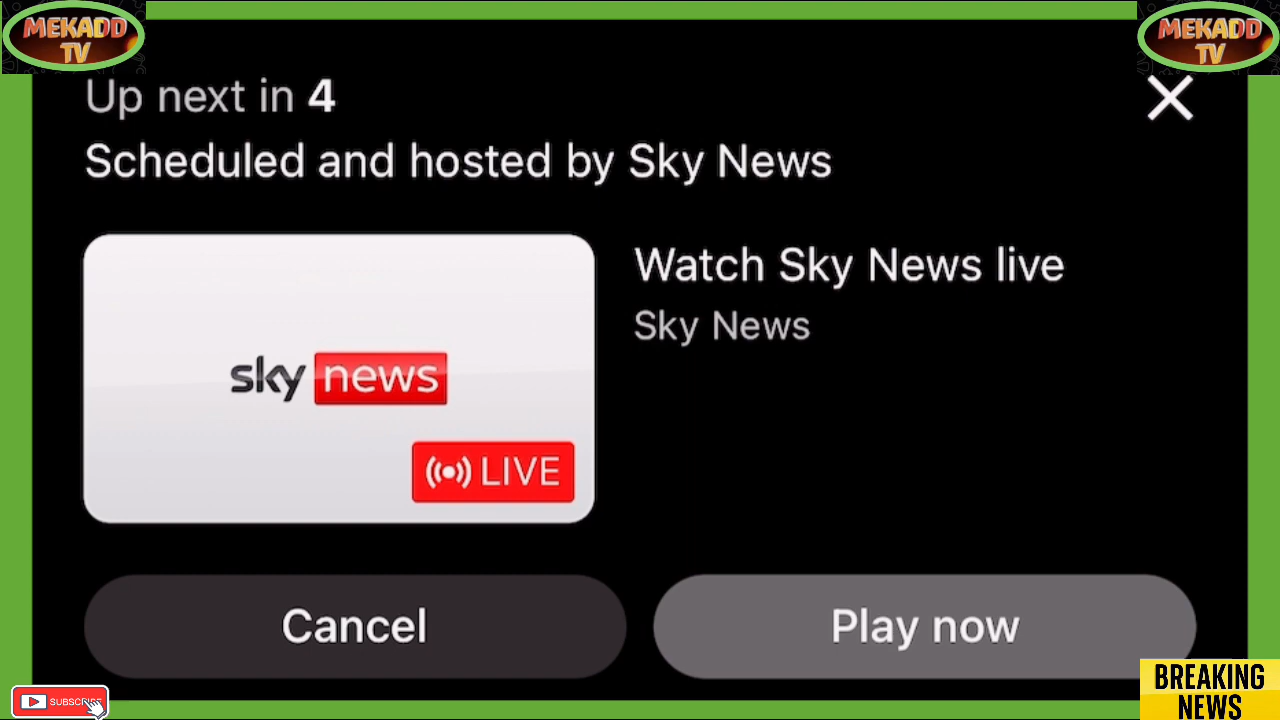 MEKADD
TV
MEKADD
TV
Up next in 4
Scheduled and hosted by Sky News
Watch Sky News live
Sky News
sky news
LIVE
Cancel
Play now
SUBSCRIBE
BREAKING
NEWS